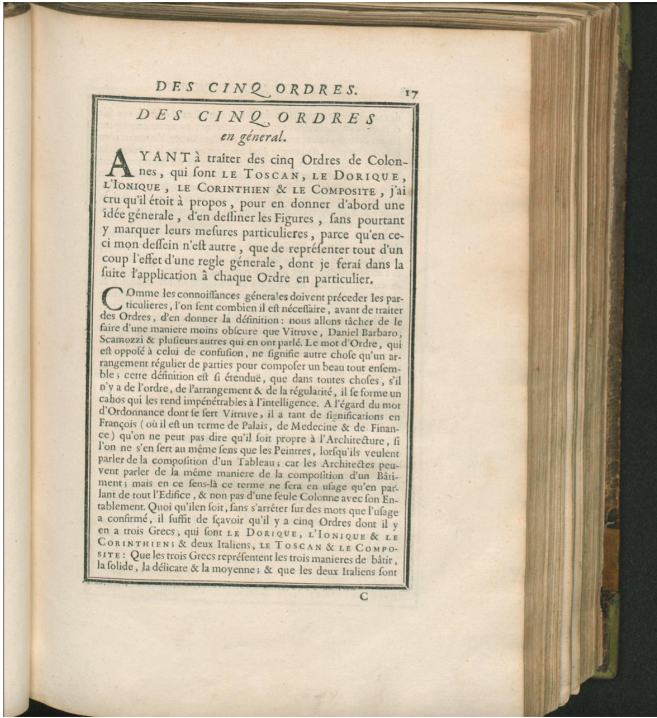 DES CINQ ORDRES. 17
DES CINQ ORDRES
en géneral.
AYANT à traiter des cinq Ordres de Colon-
nes, qui sont LE TOSCAN, LE DORIQUE,
L'IONIQUE, LE CORINTHIEN & LE COMPOSITE, j'ai
cru qu'il étoit à propos, pour en donner d'abord une
idée génerale, d'en dessiner les Figures, sans pourtant
y marquer leurs mesures particulieres, parce qu'en ce-
ci mon dessein n'est autre, que de représenter tout d'un
coup l'effet d'une regle génerale, dont je ferai dans la
suite l'application à chaque Ordre en particulier.
COmme les connoissances génerales doivent préceder les par-
ticulieres, l'on sent combien il est nécessaire, avant de traiter
des Ordres, d'en donner la définition: nous allons tâcher de le
faire d'une maniere moins obscure que Vitruve, Daniel Barbaro,
Scamozzi & plusieurs autres qui en ont parlé. Le mot d'Ordre, qui
est opposé à celui de confusion, ne signifie autre chose qu'un ar-
rangement régulier de parties pour composer un beau tout ensem-
ble; cette définition est si étenduë, que dans toutes choses, s'il
n'y a de l'ordre, de l'arrangement & de la régularité, il se forme un
cahos qui les rend impénétrables à l'intelligence. A l'égard du mot
d'Ordonnance dont se sert Vitruve, il a tant de significations en
François (où il est un terme de Palais, de Medecine & de Finan-
ce) qu'on ne peut pas dire qu'il soit propre à l'Architecture, si
l'on ne s'en sert au même sens que les Peintres, lorsqu'ils veulent
parler de la composition d'un Tableau; car les Architectes peu-
vent parler de la même maniere de la composition d'un Bâti-
ment; mais en ce sens-là ce terme ne sera en usage qu'en par-
lant de tout l'Edifice, & non pas d'une seule Colonne avec son En-
tablement. Quoi qu'ilen soit, sans s'arrêter sur des mots que l'usage
a confirmé, il suffit de sçavoir qu'il y a cinq Ordres dont il y
en a trois Grecs, qui sont LE DORIQUE, L'IONIQUE & LE
CORINTHIEN; & deux Italiens, LE TOSCAN & LE COMPO-
SITE: Que les trois Grecs représentent les trois manieres de bâtir,
la solide, la délicate & la moyenne; & que les deux Italiens sont
C